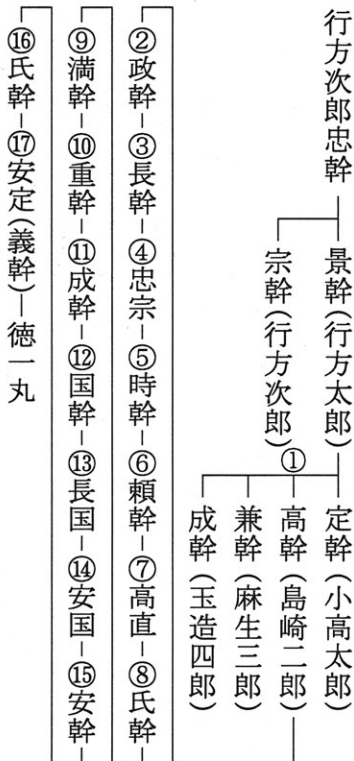 行方次郎忠幹
景幹（行方太郎）
宗幹（行方次郎）
定幹（小高太郎）
①高幹（島崎二郎）
兼幹（麻生三郎）
成幹（玉造四郎）
②政幹－③長幹－④忠宗－⑤時幹－⑥頼幹－⑦高直－⑧氏幹
⑨満幹－⑩重幹－⑪成幹－⑫国幹－⑬長国－⑭安国－⑮安幹
⑯氏幹－⑰安定（義幹）－徳一丸